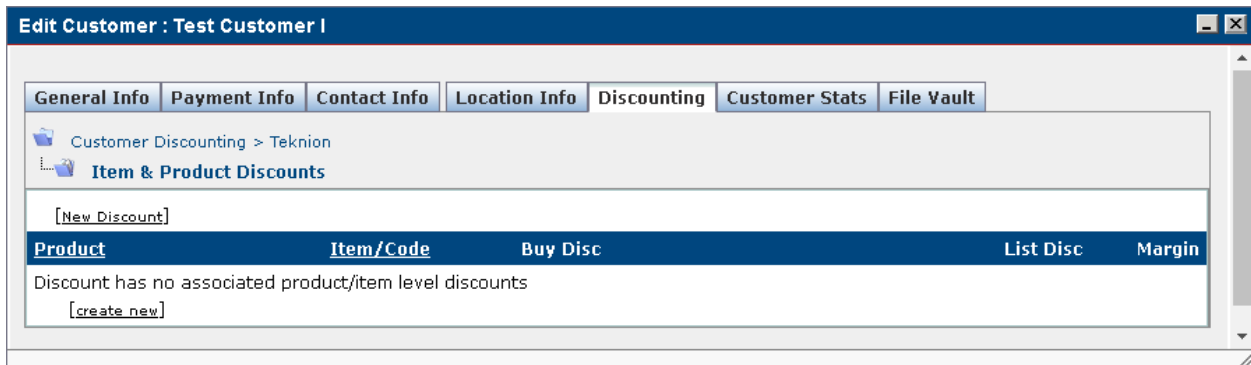 Edit Customer : Test Customer I
General Info Payment Info Contact Info Location Info Discounting Customer Stats File Vault
Customer Discounting > Teknion
Item & Product Discounts
[New Discount]
Product Item/Code Buy Disc List Disc Margin
Discount has no associated product/item level discounts
[create new]